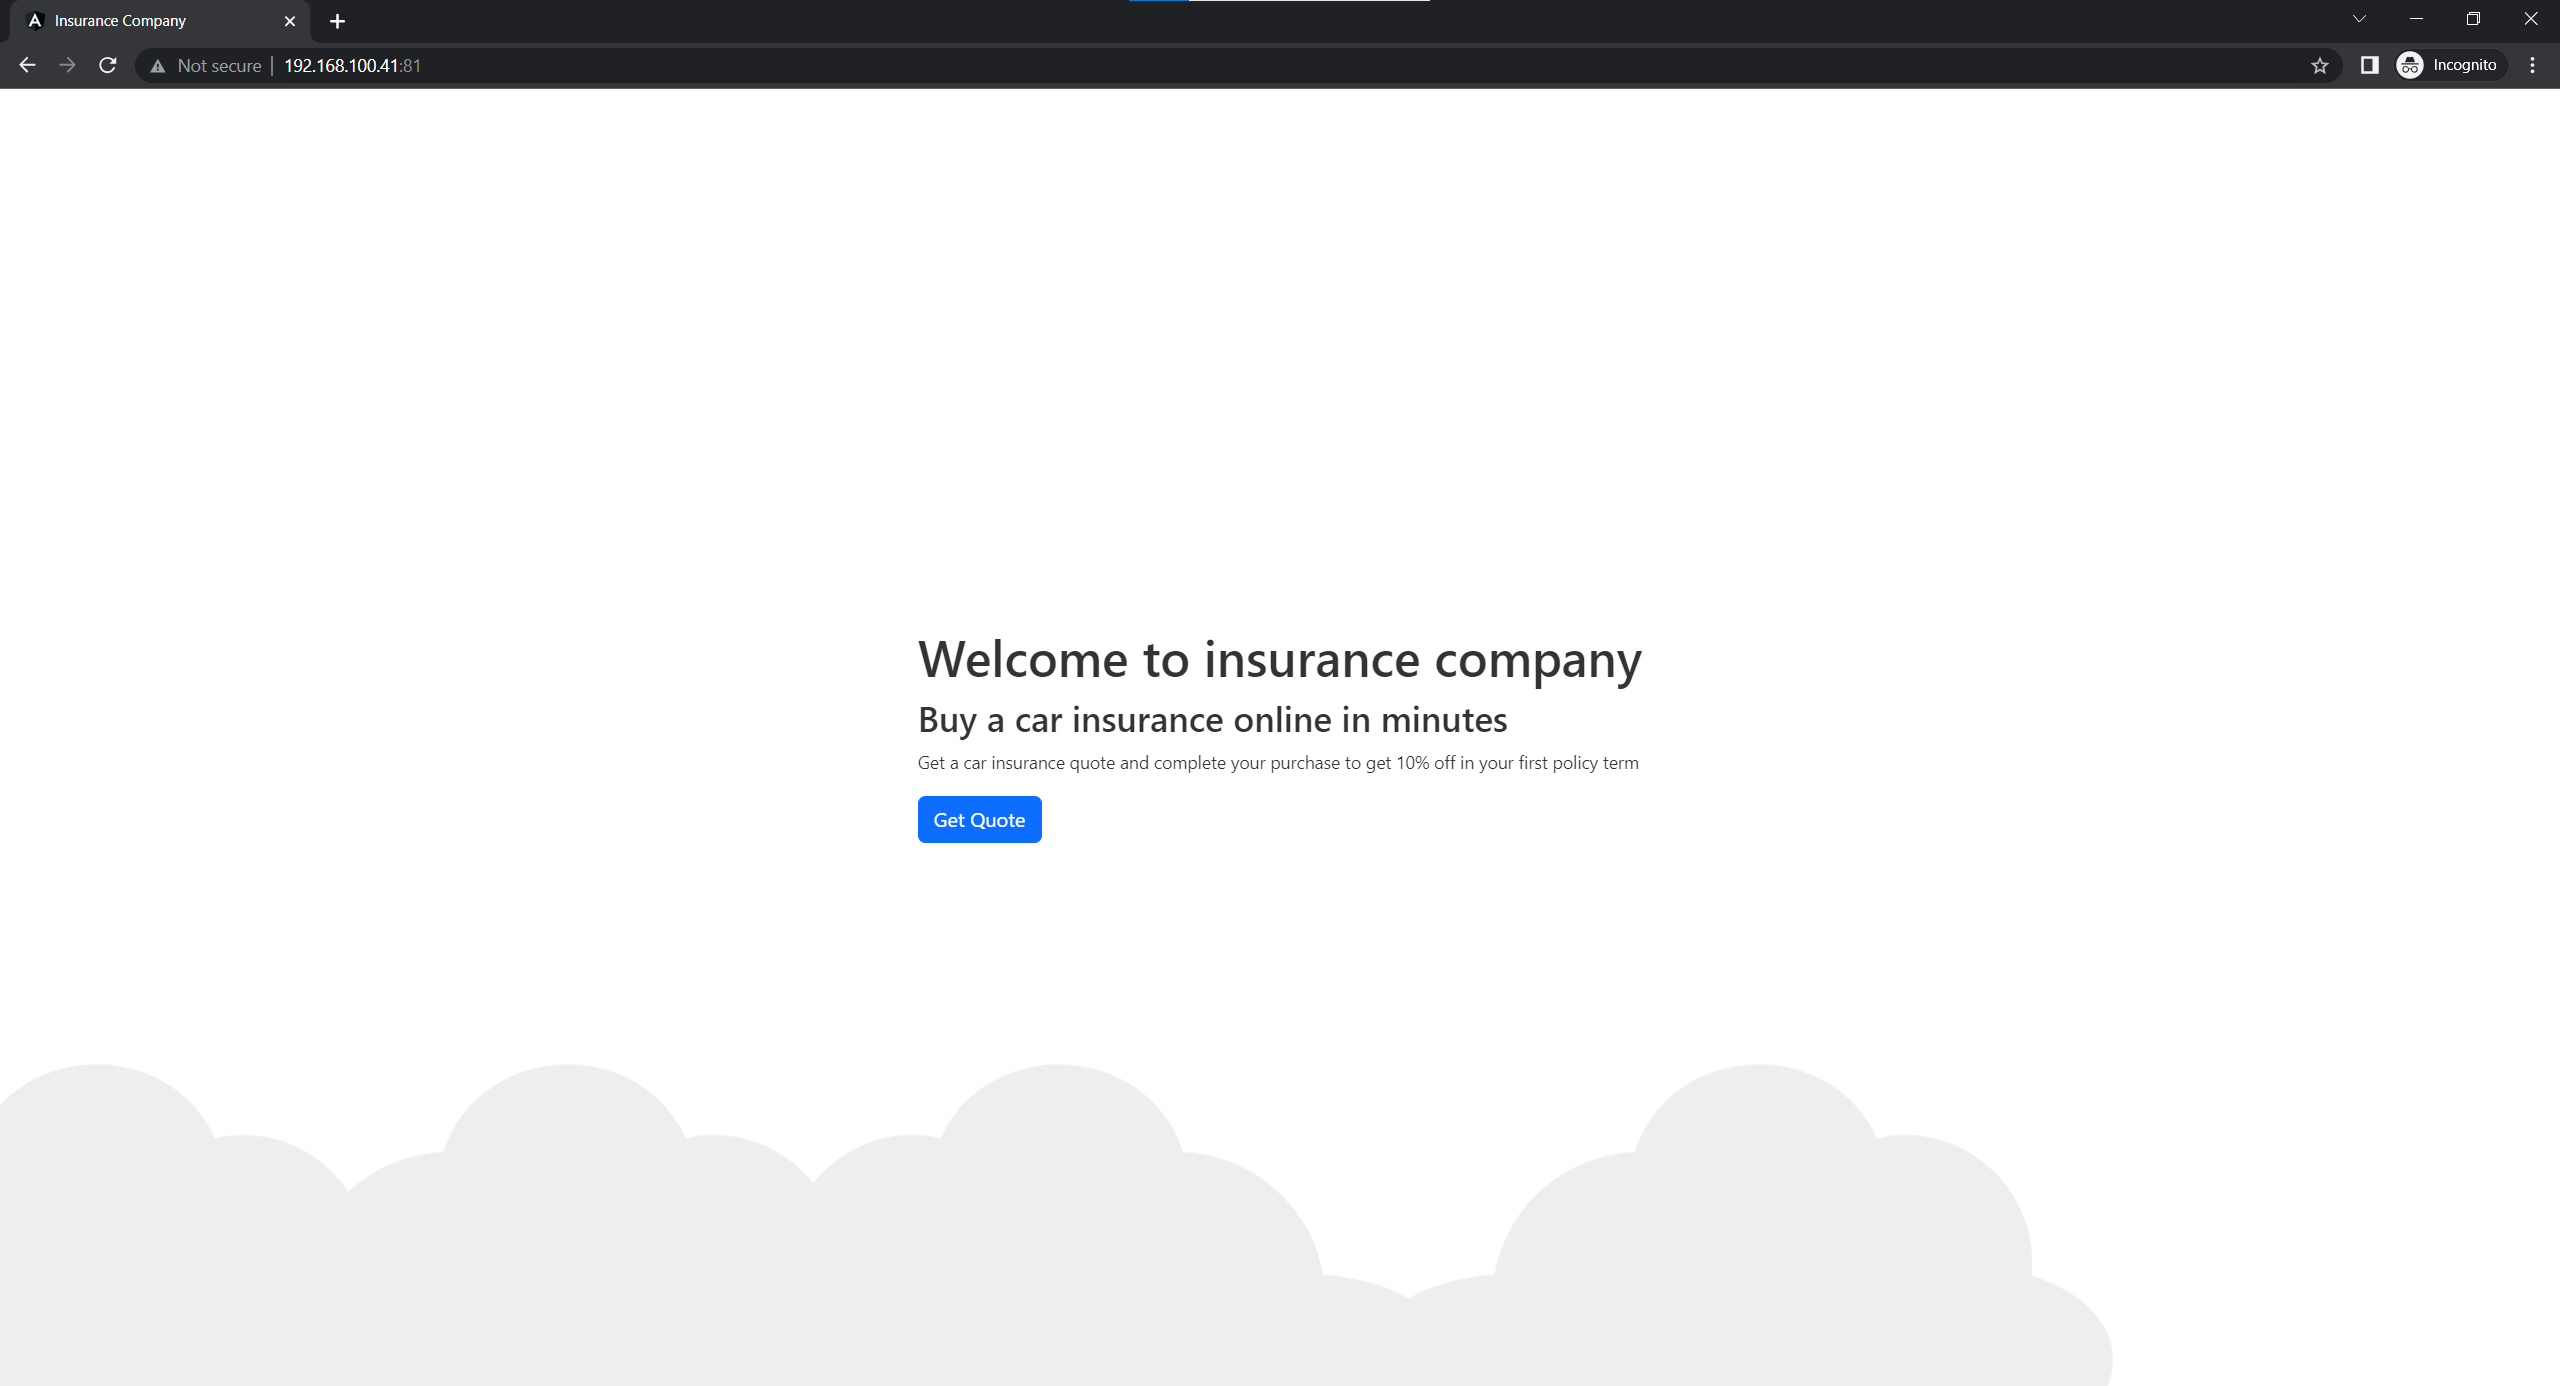 Insurance Company
Not secure | 192.168.100.41:81
Incognito
Welcome to insurance company
Buy a car insurance online in minutes
Get a car insurance quote and complete your purchase to get 10% off in your first policy term
Get Quote